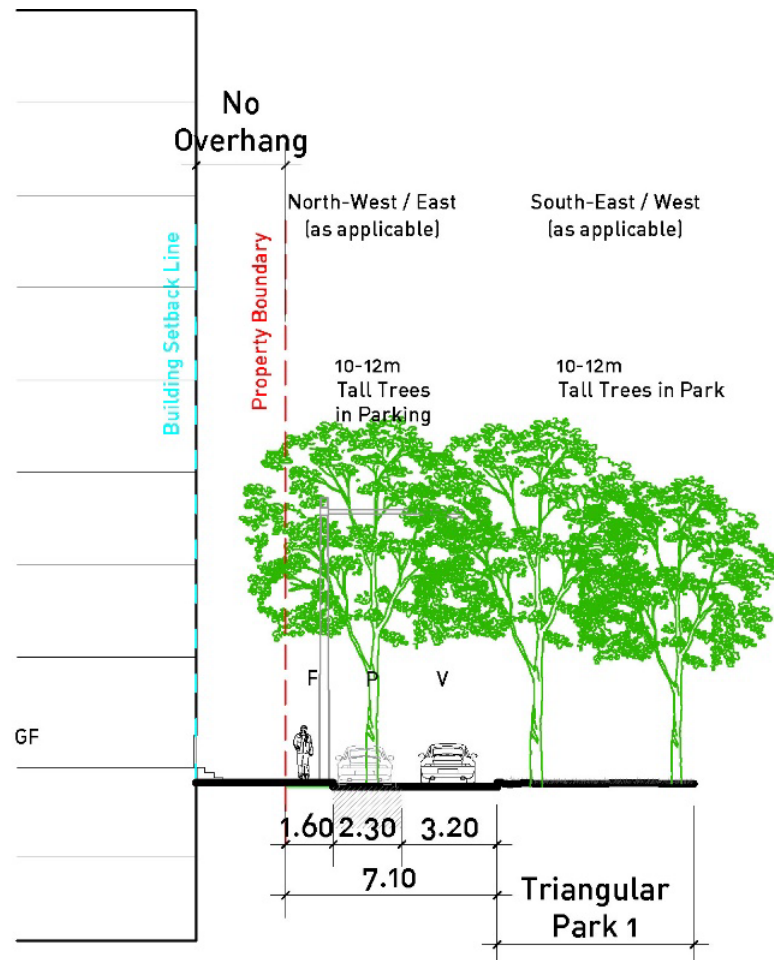 No
Overhang
North-West / East
(as applicable)
South-East / West
(as applicable)
Building Setback Line
Property Boundary
10-12m
Tall Trees
in Parking
10-12m
Tall Trees in Park
F
P
V
GF
1.60
2.30
3.20
7.10
Triangular
Park 1